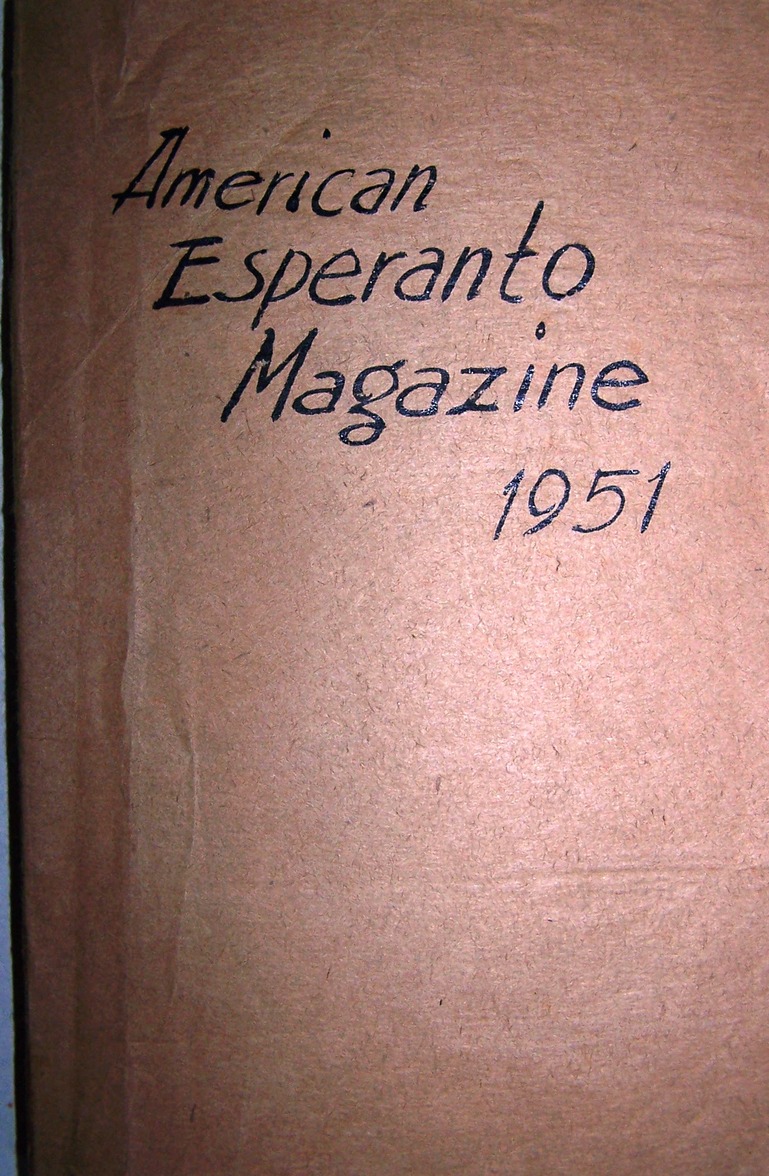 American
Esperanto
Magazine
1951